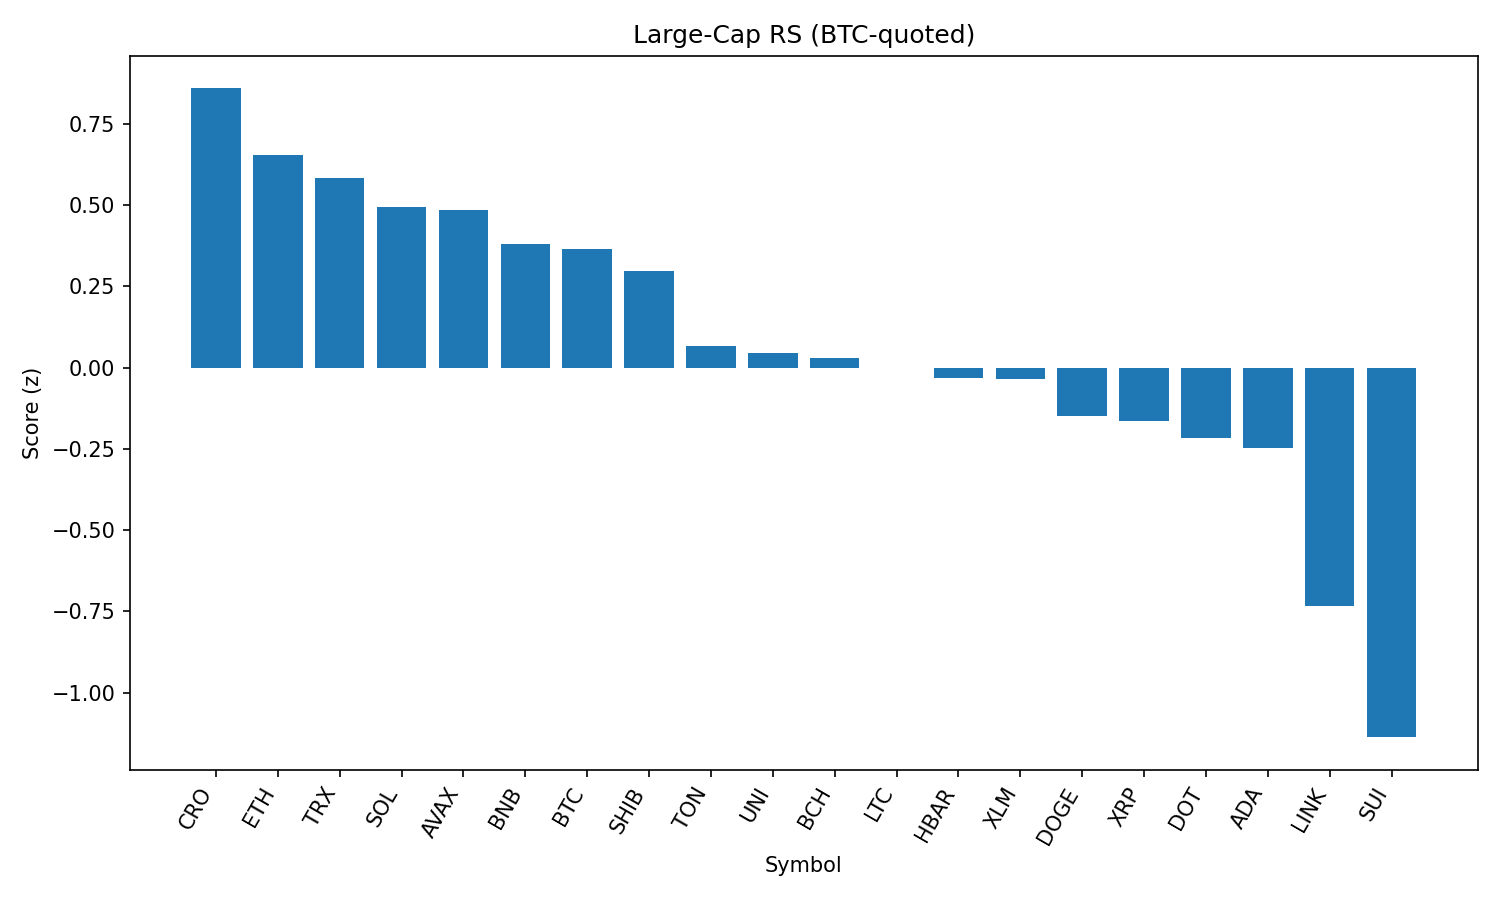 Large-Cap RS (BTC-quoted)
Score (z)
0.75
0.50
0.25
0.00
−0.25
−0.50
−0.75
−1.00
CRO
ETH
TRX
SOL
AVAX
BNB
BTC
SHIB
TON
UNI
BCH
LTC
HBAR
XLM
DOGE
XRP
DOT
ADA
LINK
SUI
Symbol